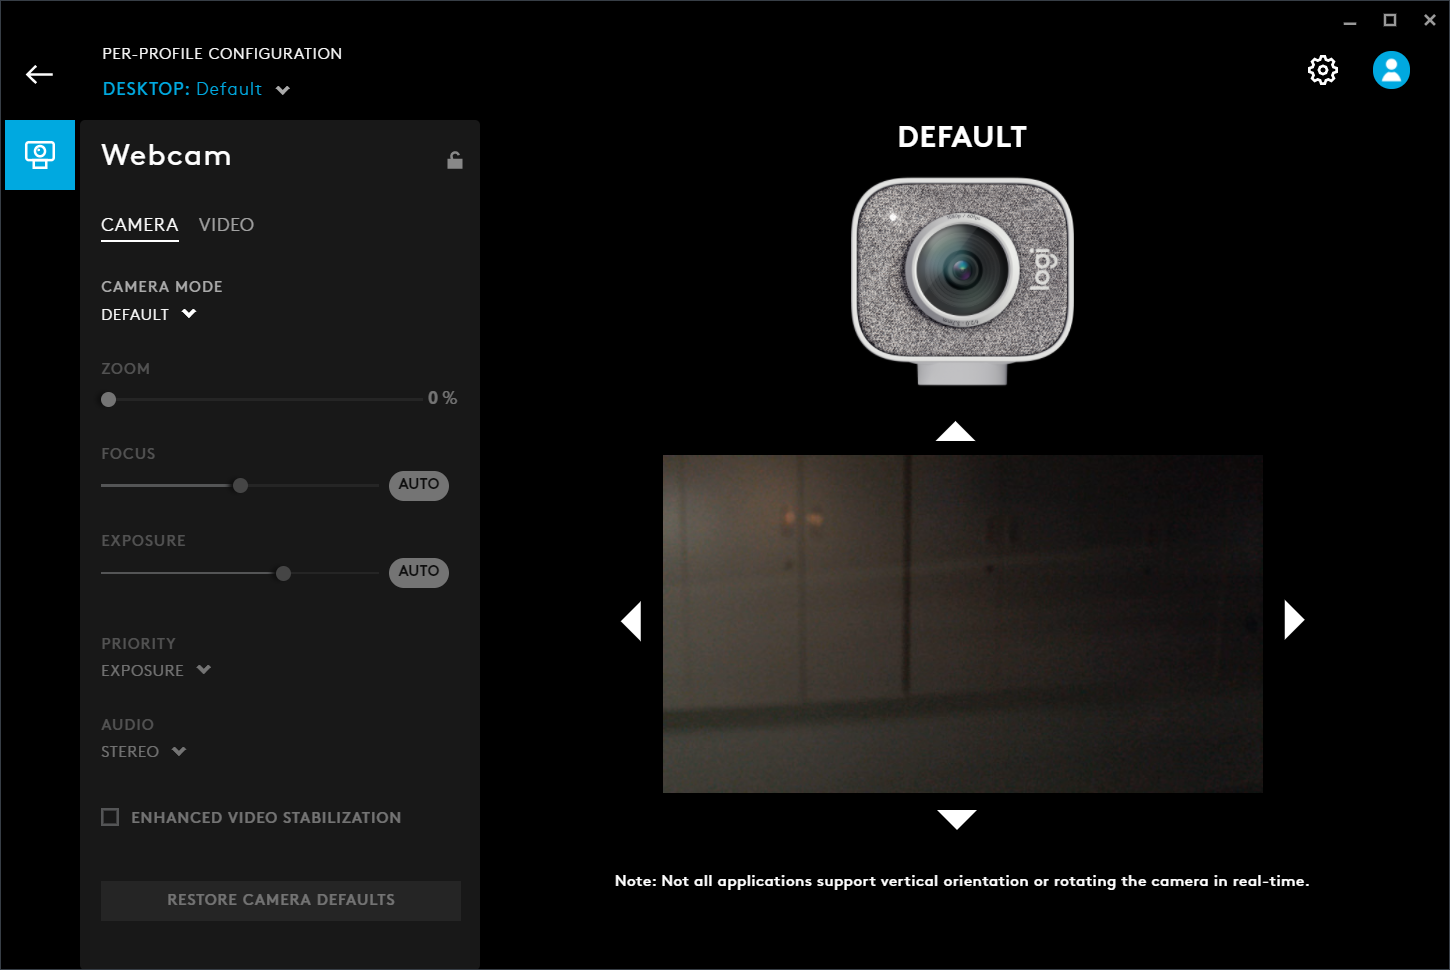 PER-PROFILE CONFIGURATION
DESKTOP: Default
Webcam
CAMERA VIDEO
CAMERA MODE
DEFAULT
ZOOM
0 %
FOCUS
AUTO
EXPOSURE
AUTO
PRIORITY
EXPOSURE
AUDIO
STEREO
ENHANCED VIDEO STABILIZATION
RESTORE CAMERA DEFAULTS
DEFAULT
logi
Note: Not all applications support vertical orientation or rotating the camera in real-time.